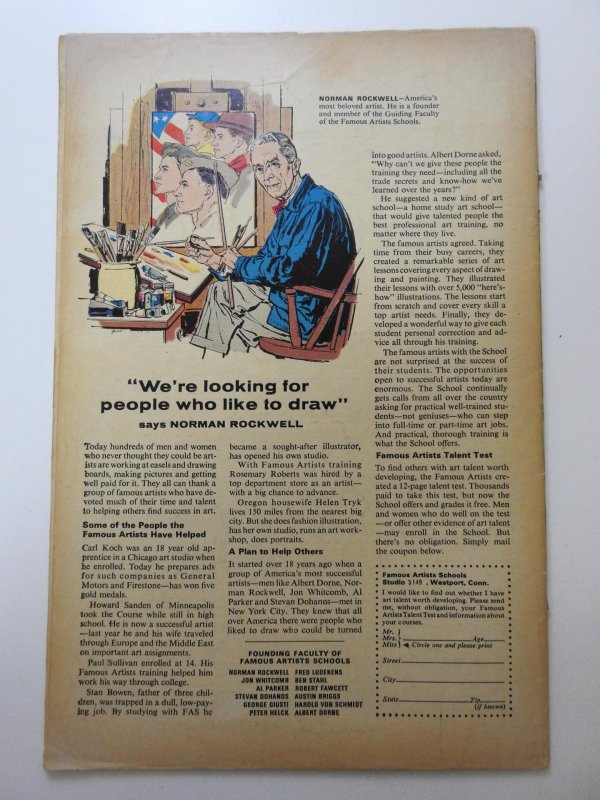 NORMAN ROCKWELL—America's
most beloved artist. He is a founder
and member of the Guiding Faculty
of the Famous Artists Schools.
"We're looking for
people who like to draw"
says NORMAN ROCKWELL
Today hundreds of men and women
who never thought they could be art-
ists are working at easels and drawing
boards, making pictures and getting
well paid for it. They all can thank a
group of famous artists who have de-
voted much of their time and talent
to helping others find success in art.
Some of the People the
Famous Artists Have Helped
Carl Koch was an 18 year old ap-
prentice in a Chicago art studio when
he enrolled. Today he prepares ads
for such companies as General
Motors and Firestone—has won five
gold medals.
Howard Sanden of Minneapolis
took the Course while still in high
school. He is now a successful artist
—last year he and his wife traveled
through Europe and the Middle East
on important art assignments.
Paul Sullivan enrolled at 14. His
Famous Artists training helped him
work his way through college.
Stan Bowen, father of three chil-
dren, was trapped in a dull, low-pay-
ing job. By studying with FAS he
became a sought-after illustrator,
has opened his own studio.
With Famous Artists training
Rosemary Roberts was hired by a
top department store as an artist—
with a big chance to advance.
Oregon housewife Helen Tryk
lives 150 miles from the nearest big
city. But she does fashion illustration,
has her own studio, runs an art work-
shop, does portraits.
A Plan to Help Others
It started over 18 years ago when a
group of America's most successful
artists—men like Albert Dorne, Nor-
man Rockwell, Jon Whitcomb, Al
Parker and Stevan Dohanos—met in
New York City. They knew that all
over America there were people who
liked to draw who could be turned
FOUNDING FACULTY OF
FAMOUS ARTISTS SCHOOLS
NORMAN ROCKWELL FRED LUDEKENS
JON WHITCOMB BEN STAHL
AL PARKER ROBERT FAWCETT
STEVAN DOHANOS AUSTIN BRIGGS
GEORGE GIUSTI HAROLD VON SCHMIDT
PETER HELCK ALBERT DORNE
into good artists. Albert Dorne asked,
"Why can't we give these people the
training they need—including all the
trade secrets and know-how we've
learned over the years?"
He suggested a new kind of art
school—a home study art school—
that would give talented people the
best professional art training, no
matter where they live.
The famous artists agreed. Taking
time from their busy careers, they
created a remarkable series of art
lessons covering every aspect of draw-
ing and painting. They illustrated
their lessons with over 5,000 "here's-
how" illustrations. The lessons start
from scratch and cover every skill a
top artist needs. Finally, they de-
veloped a wonderful way to give each
student personal correction and ad-
vice all through his training.
The famous artists with the School
are not surprised at the success of
their students. The opportunities
open to successful artists today are
enormous. The School continually
gets calls from all over the country
asking for practical well-trained stu-
dents—not geniuses—who can step
into full-time or part-time art jobs.
And practical, thorough training is
what the School offers.
Famous Artists Talent Test
To find others with art talent worth
developing, the Famous Artists cre-
ated a 12-page talent test. Thousands
paid to take this test, but now the
School offers and grades it free. Men
and women who do well on the test
—or offer other evidence of art talent
—may enroll in the School. But
there's no obligation. Simply mail
the coupon below.
Famous Artists Schools
Studio 5149, Westport, Conn.
I would like to find out whether I have
art talent worth developing. Please send
me, without obligation, your Famous
Artists Talent Test and information about
your courses.
Mr.
Mrs. Age
Miss Circle one and please print
Street
City
State Zip
(if known)